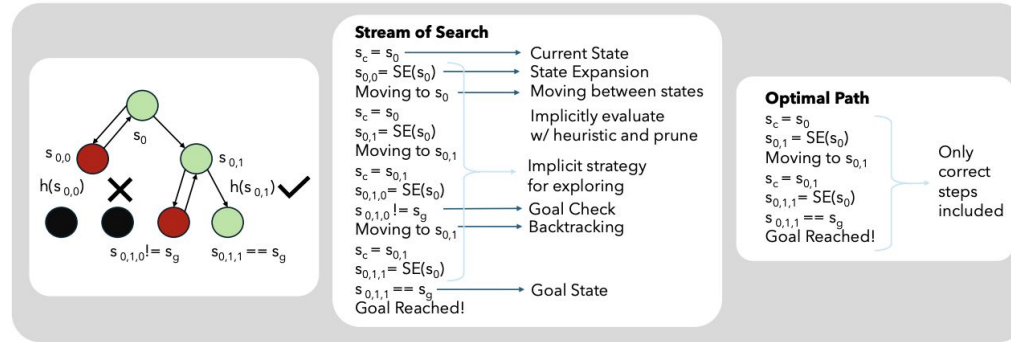 s0
s0,0
s0,1
h(s0,0)
h(s0,1)
s0,1,0 != sg
s0,1,1 == sg
Stream of Search
sc = s0
Current State
s0,0 = SE(s0)
State Expansion
Moving to s0
Moving between states
sc = s0
s0,1 = SE(s0)
Moving to s0,1
Implicitly evaluate
w/ heuristic and prune
sc = s0,1
s0,1,0 = SE(s0)
Implicit strategy
for exploring
s0,1,0 != sg
Goal Check
Moving to s0,1
Backtracking
sc = s0,1
s0,1,1 = SE(s0)
s0,1,1 == sg
Goal State
Goal Reached!
Optimal Path
sc = s0
s0,1 = SE(s0)
Moving to s0,1
sc = s0,1
s0,1,1 = SE(s0)
s0,1,1 == sg
Goal Reached!
Only
correct
steps
included